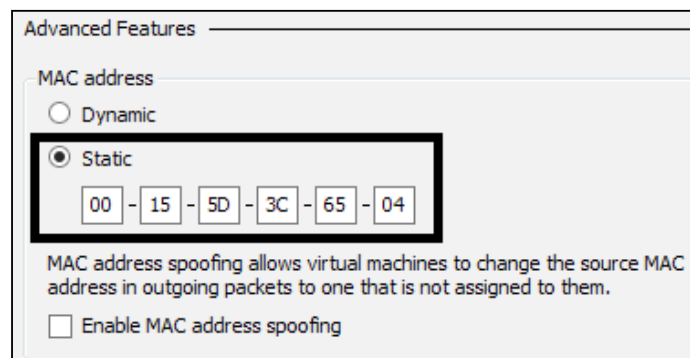 Advanced Features
MAC address
Dynamic
Static
00 - 15 - 5D - 3C - 65 - 04
MAC address spoofing allows virtual machines to change the source MAC
address in outgoing packets to one that is not assigned to them.
Enable MAC address spoofing